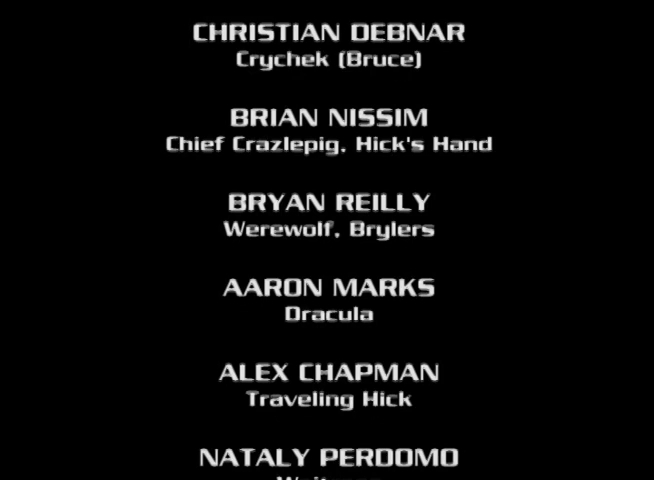 CHRISTIAN DEBNAR
Crychek (Bruce)
BRIAN NISSIM
Chief Crazlepig, Hick's Hand
BRYAN REILLY
Werewolf, Brylers
AARON MARKS
Dracula
ALEX CHAPMAN
Traveling Hick
NATALY PERDOMO